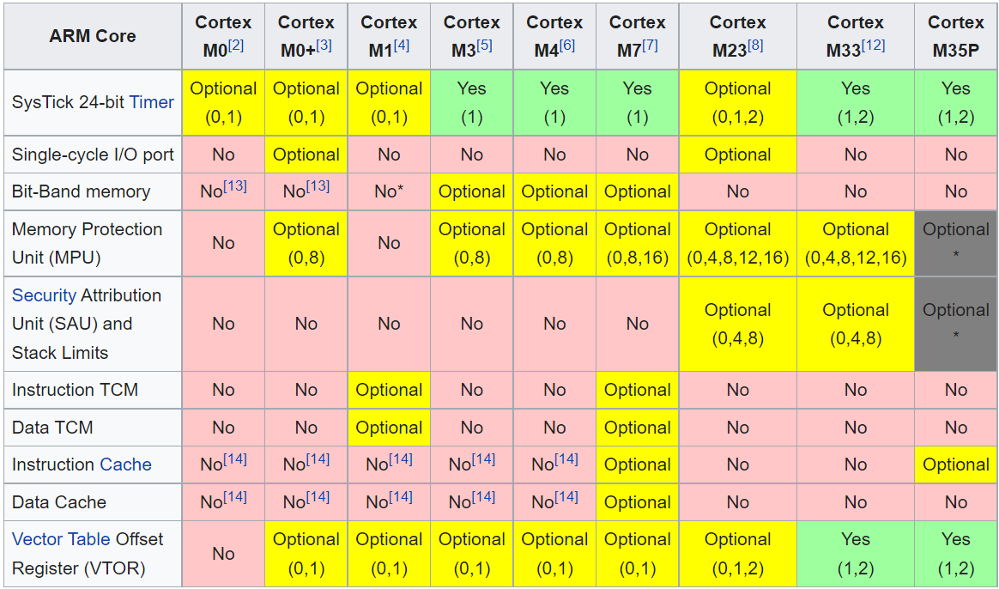 ARM Core Cortex M0[2] Cortex M0+[3] Cortex M1[4] Cortex M3[5] Cortex M4[6] Cortex M7[7] Cortex M23[8] Cortex M33[12] Cortex M35P
SysTick 24-bit Timer Optional (0,1) Optional (0,1) Optional (0,1) Yes (1) Yes (1) Yes (1) Optional (0,1,2) Yes (1,2) Yes (1,2)
Single-cycle I/O port No Optional No No No No Optional No No
Bit-Band memory No[13] No[13] No* Optional Optional Optional No No No
Memory Protection Unit (MPU) No Optional (0,8) No Optional (0,8) Optional (0,8) Optional (0,8,16) Optional (0,4,8,12,16) Optional (0,4,8,12,16) Optional *
Security Attribution Unit (SAU) and Stack Limits No No No No No No Optional (0,4,8) Optional (0,4,8) Optional *
Instruction TCM No No Optional No No Optional No No No
Data TCM No No Optional No No Optional No No No
Instruction Cache No[14] No[14] No[14] No[14] No[14] Optional No No Optional
Data Cache No[14] No[14] No[14] No[14] No[14] Optional No No No
Vector Table Offset Register (VTOR) No Optional (0,1) Optional (0,1) Optional (0,1) Optional (0,1) Optional (0,1) Optional (0,1,2) Yes (1,2) Yes (1,2)